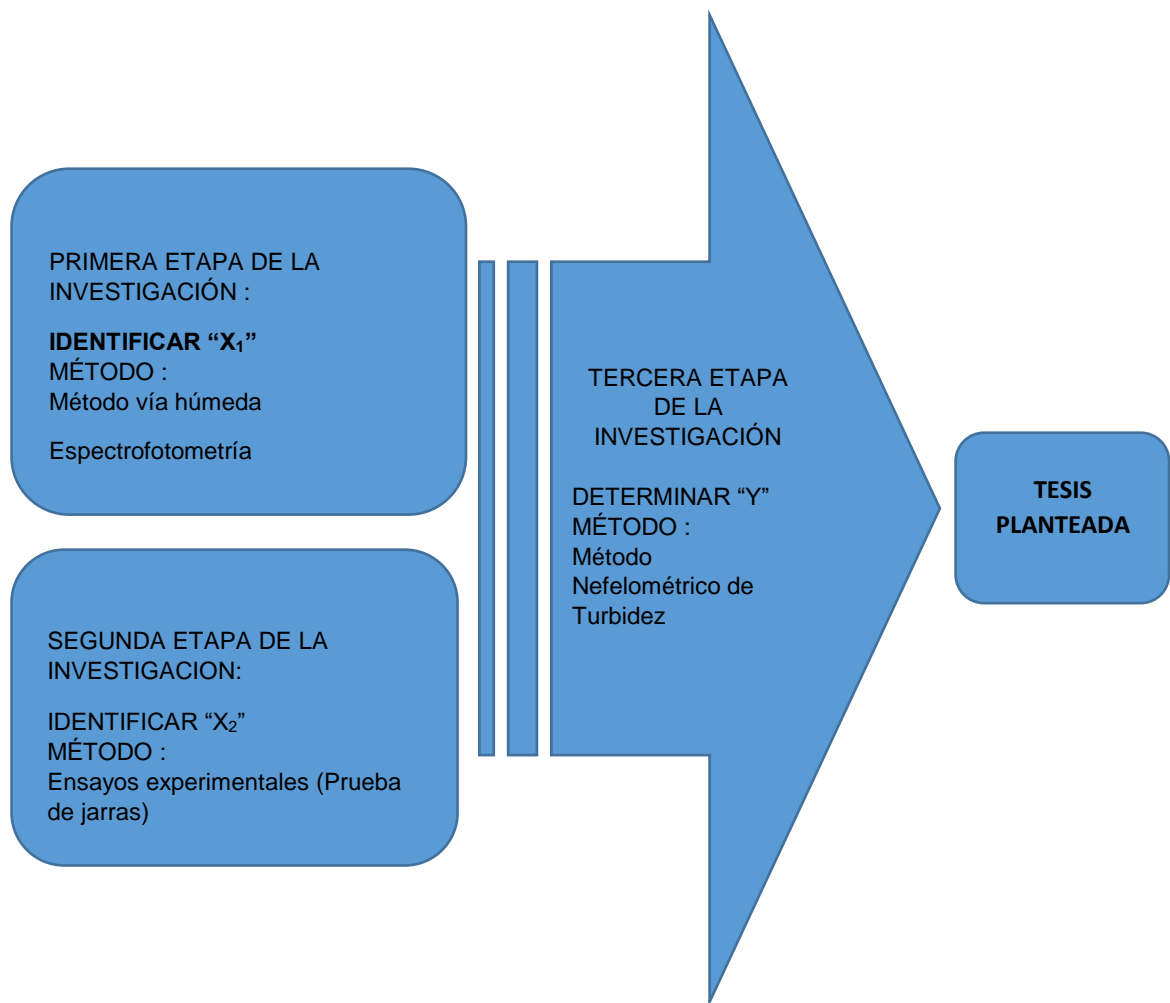 PRIMERA ETAPA DE LA
INVESTIGACIÓN :
IDENTIFICAR “X₁”
MÉTODO :
Método vía húmeda
Espectrofotometría
SEGUNDA ETAPA DE LA
INVESTIGACION:
IDENTIFICAR “X₂”
MÉTODO :
Ensayos experimentales (Prueba
de jarras)
TERCERA ETAPA
DE LA
INVESTIGACIÓN
DETERMINAR “Y”
MÉTODO :
Método
Nefelométrico de
Turbidez
TESIS
PLANTEADA